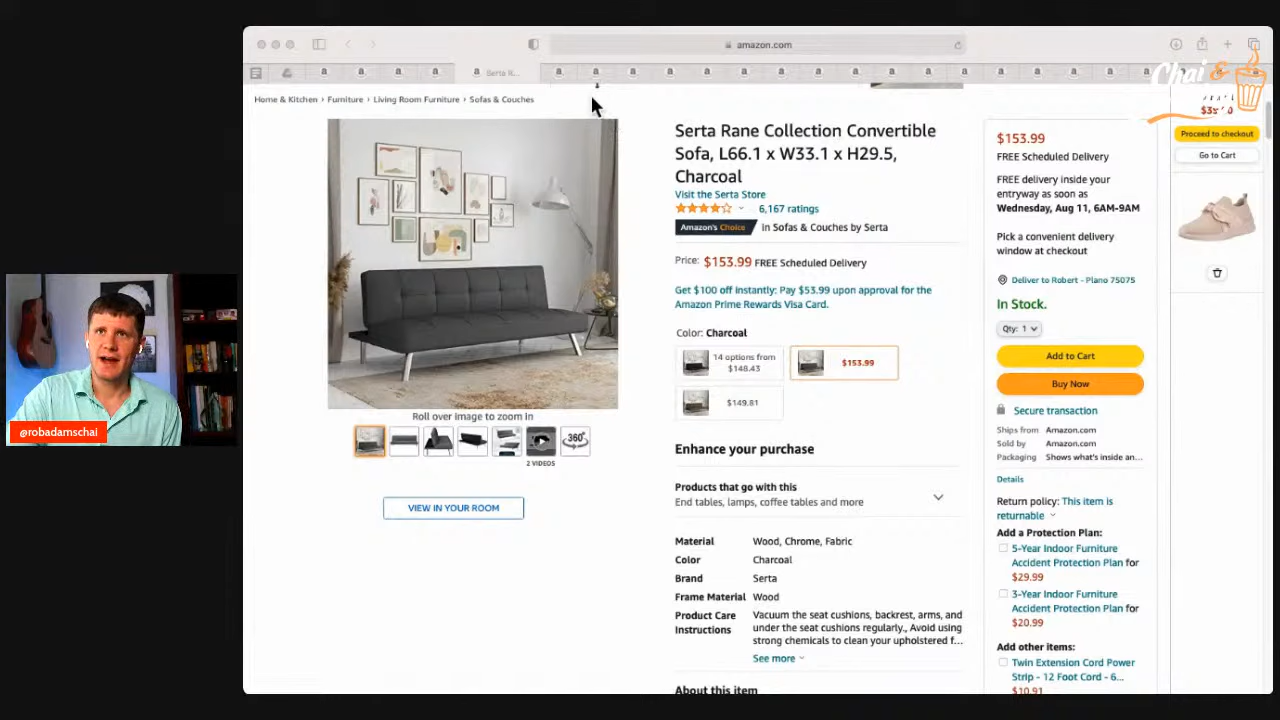 amazon.com
Serta R...
Chai &
Home & Kitchen › Furniture › Living Room Furniture › Sofas & Couches
Proceed to checkout
Go to Cart
Serta Rane Collection Convertible
Sofa, L66.1 x W33.1 x H29.5,
Charcoal
Visit the Serta Store
6,167 ratings
Amazon's Choice in Sofas & Couches by Serta
Price: $153.99 FREE Scheduled Delivery
Get $100 off instantly: Pay $53.99 upon approval for the
Amazon Prime Rewards Visa Card.
Color: Charcoal
14 options from
$148.43
$153.99
$149.81
Enhance your purchase
Products that go with this
End tables, lamps, coffee tables and more
Material Wood, Chrome, Fabric
Color Charcoal
Brand Serta
Frame Material Wood
Product Care Instructions
Vacuum the seat cushions, backrest, arms, and
under the seat cushions regularly., Avoid using
strong chemicals to clean your upholstered f...
See more
About this item
Roll over image to zoom in
2 VIDEOS
360°
VIEW IN YOUR ROOM
$153.99
FREE Scheduled Delivery
FREE delivery inside your
entryway as soon as
Wednesday, Aug 11, 6AM-9AM
Pick a convenient delivery
window at checkout
Deliver to Robert - Plano 75075
In Stock.
Qty: 1
Add to Cart
Buy Now
Secure transaction
Ships from Amazon.com
Sold by Amazon.com
Packaging Shows what's inside an...
Details
Return policy: This item is
returnable
Add a Protection Plan:
5-Year Indoor Furniture
Accident Protection Plan for
$29.99
3-Year Indoor Furniture
Accident Protection Plan for
$20.99
Add other items:
Twin Extension Cord Power
Strip - 12 Foot Cord - 6...
$10.91
@robadamschai